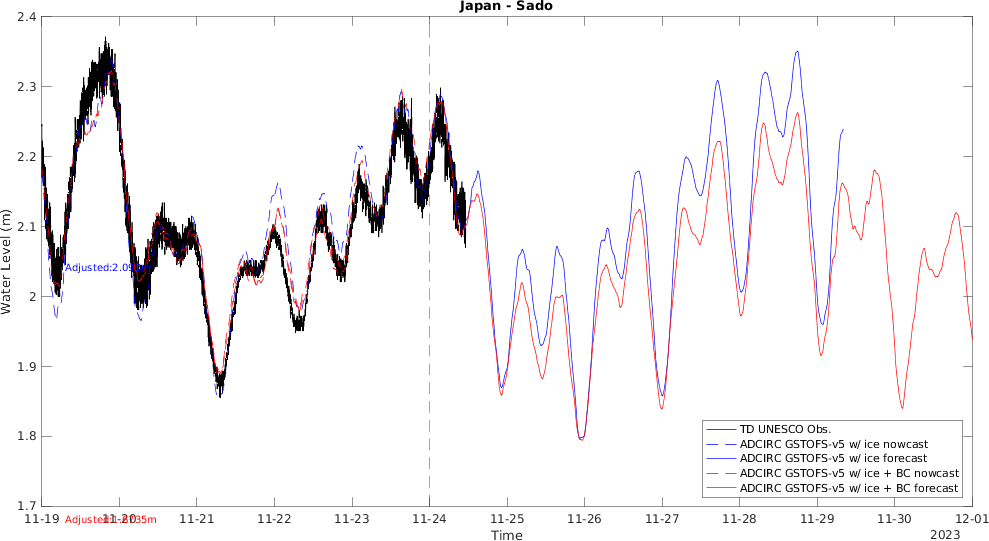 Japan - Sado
2.4
2.3
2.2
2.1
2
1.9
1.8
1.7
Water Level (m)
TD UNESCO Obs.
ADCIRC GSTOFS-v5 w/ ice nowcast
ADCIRC GSTOFS-v5 w/ ice forecast
ADCIRC GSTOFS-v5 w/ ice + BC nowcast
ADCIRC GSTOFS-v5 w/ ice + BC forecast
11-19 11-20 11-21 11-22 11-23 11-24 11-25 11-26 11-27 11-28 11-29 11-30 12-01
Time
2023